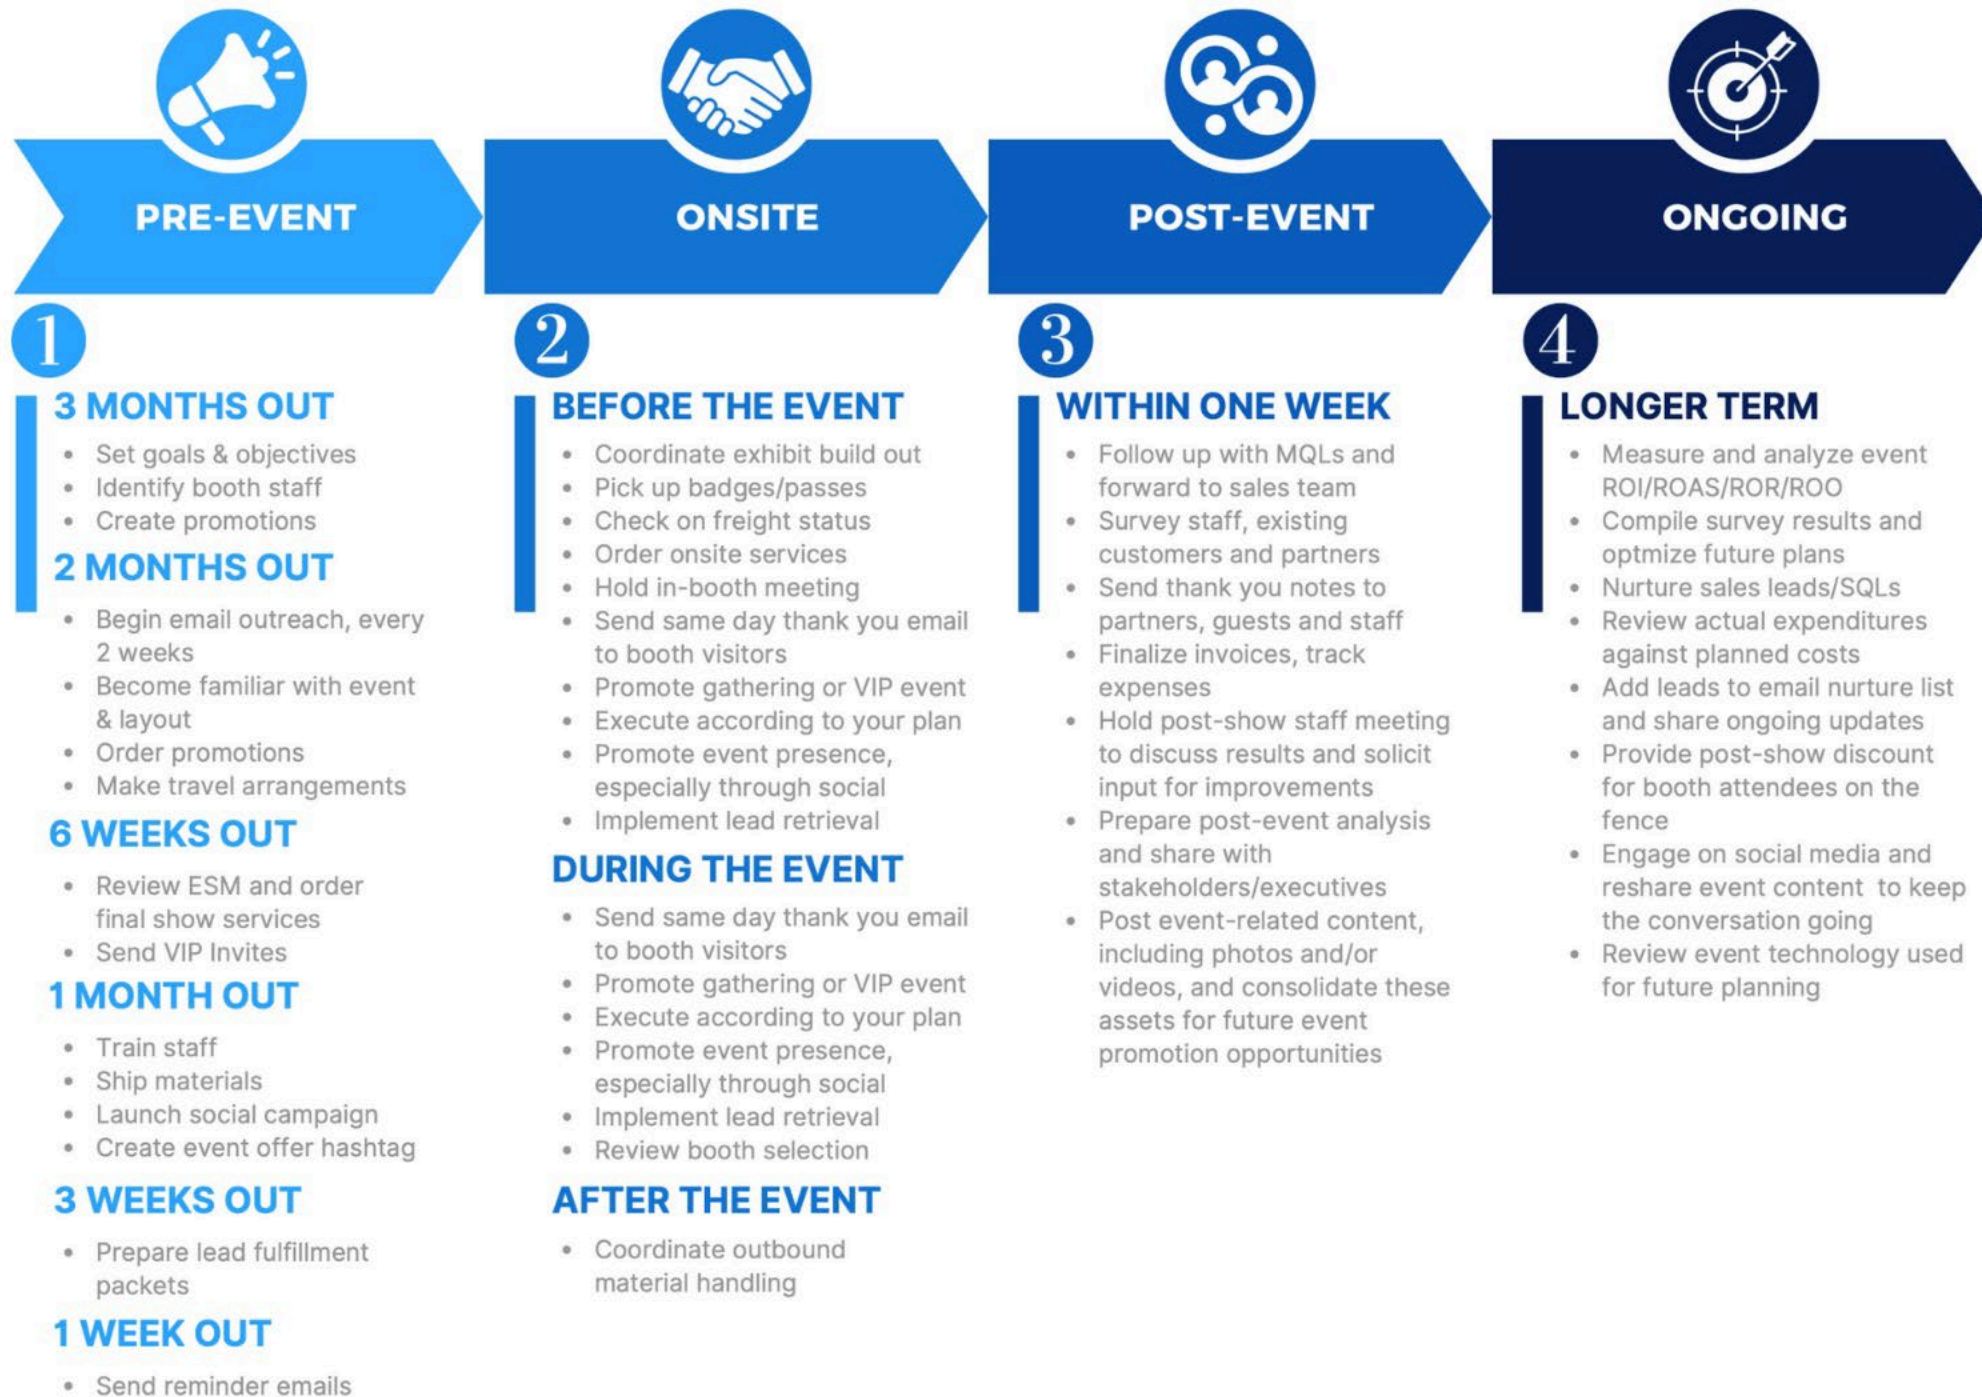 PRE-EVENT
ONSITE
POST-EVENT
ONGOING
1
3 MONTHS OUT
• Set goals & objectives
• Identify booth staff
• Create promotions
2 MONTHS OUT
• Begin email outreach, every
2 weeks
• Become familiar with event
& layout
• Order promotions
• Make travel arrangements
6 WEEKS OUT
• Review ESM and order
final show services
• Send VIP Invites
1 MONTH OUT
• Train staff
• Ship materials
• Launch social campaign
• Create event offer hashtag
3 WEEKS OUT
• Prepare lead fulfillment
packets
1 WEEK OUT
• Send reminder emails
2
BEFORE THE EVENT
• Coordinate exhibit build out
• Pick up badges/passes
• Check on freight status
• Order onsite services
• Hold in-booth meeting
• Send same day thank you email
to booth visitors
• Promote gathering or VIP event
• Execute according to your plan
• Promote event presence,
especially through social
• Implement lead retrieval
DURING THE EVENT
• Send same day thank you email
to booth visitors
• Promote gathering or VIP event
• Execute according to your plan
• Promote event presence,
especially through social
• Implement lead retrieval
• Review booth selection
AFTER THE EVENT
• Coordinate outbound
material handling
3
WITHIN ONE WEEK
• Follow up with MQLs and
forward to sales team
• Survey staff, existing
customers and partners
• Send thank you notes to
partners, guests and staff
• Finalize invoices, track
expenses
• Hold post-show staff meeting
to discuss results and solicit
input for improvements
• Prepare post-event analysis
and share with
stakeholders/executives
• Post event-related content,
including photos and/or
videos, and consolidate these
assets for future event
promotion opportunities
4
LONGER TERM
• Measure and analyze event
ROI/ROAS/ROR/ROO
• Compile survey results and
optmize future plans
• Nurture sales leads/SQLs
• Review actual expenditures
against planned costs
• Add leads to email nurture list
and share ongoing updates
• Provide post-show discount
for booth attendees on the
fence
• Engage on social media and
reshare event content to keep
the conversation going
• Review event technology used
for future planning